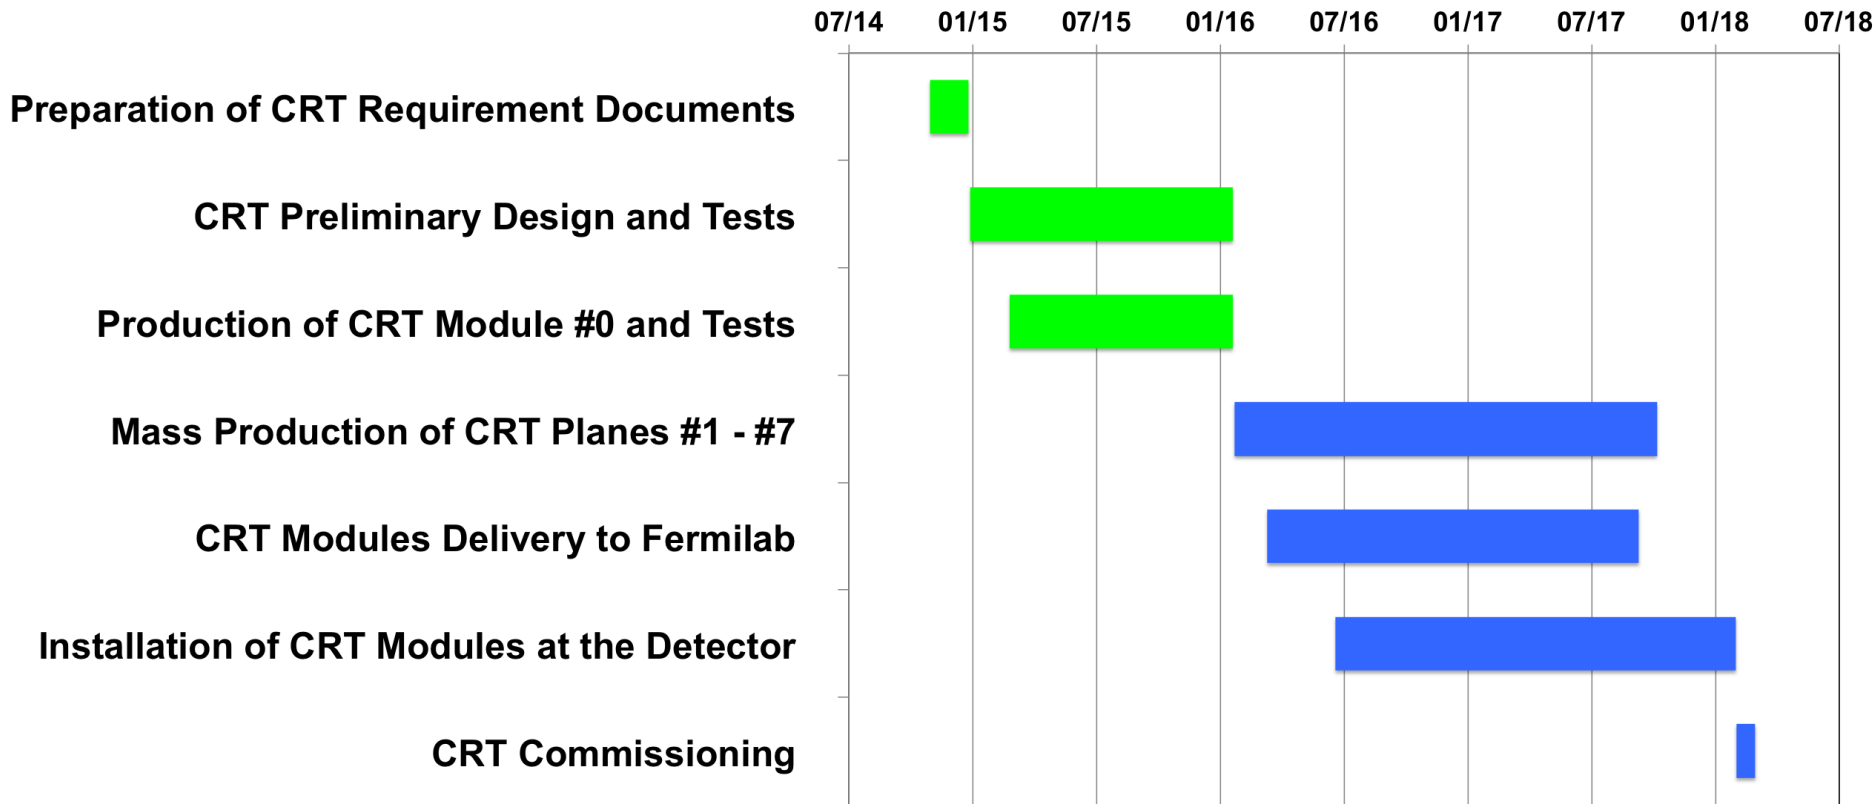 07/14 01/15 07/15 01/16 07/16 01/17 07/17 01/18 07/18
Preparation of CRT Requirement Documents
CRT Preliminary Design and Tests
Production of CRT Module #0 and Tests
Mass Production of CRT Planes #1 - #7
CRT Modules Delivery to Fermilab
Installation of CRT Modules at the Detector
CRT Commissioning